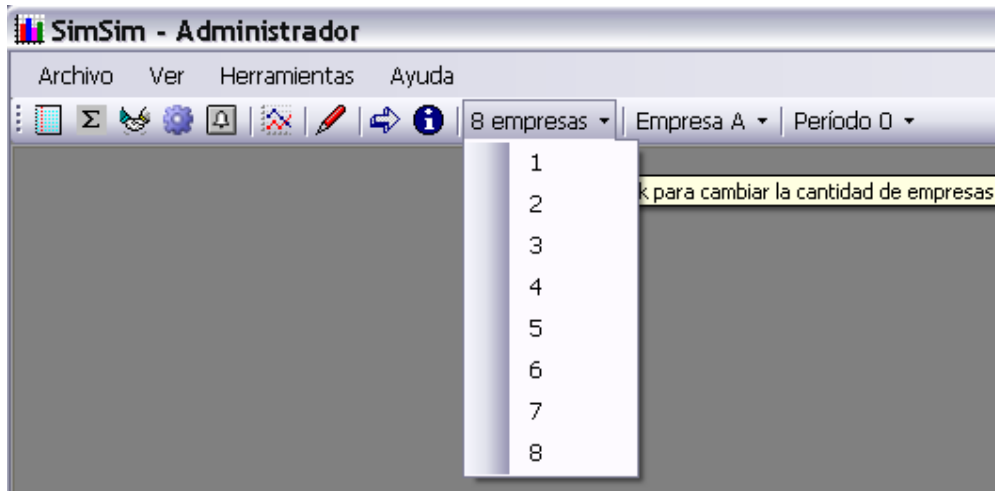 SimSim - Administrador
Archivo Ver Herramientas Ayuda
Σ 8 empresas Empresa A Período 0
1
k para cambiar la cantidad de empresas
2
3
4
5
6
7
8